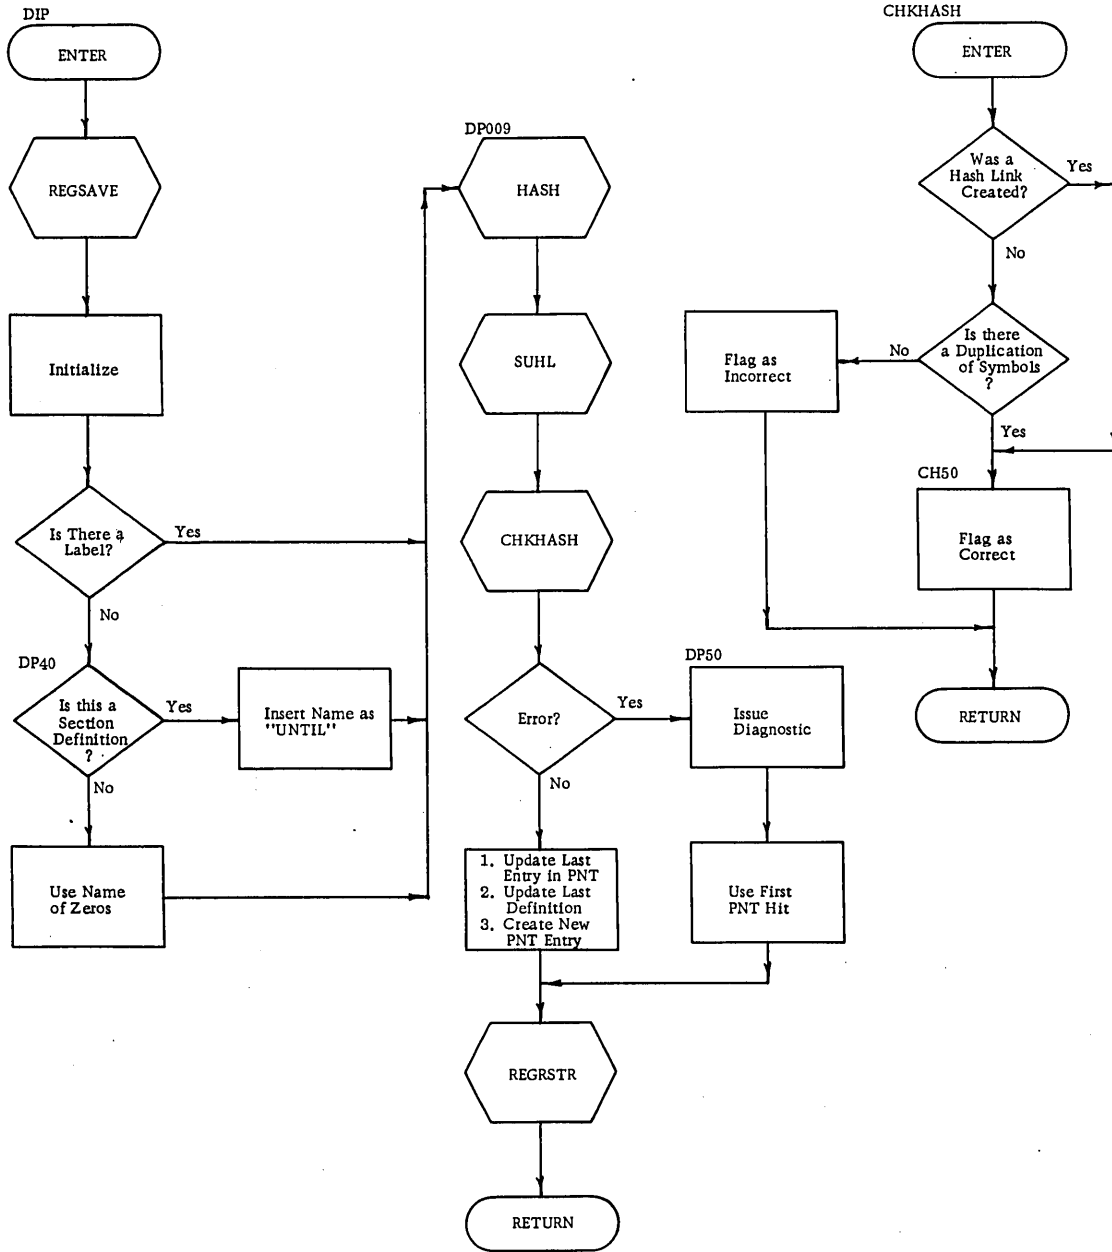 DIP
ENTER
REGSAVE
Initialize
Is There a
Label?
Yes
No
DP40
Is this a
Section
Definition
?
Yes
No
Insert Name as
"UNTIL"
Use Name
of Zeros
DP009
HASH
SUHL
CHKHASH
Error?
Yes
No
1. Update Last
Entry in PNT
2. Update Last
Definition
3. Create New
PNT Entry
DP50
Issue
Diagnostic
Use First
PNT Hit
REGRSTR
RETURN
CHKHASH
ENTER
Was a
Hash Link
Created?
Yes
No
Is there
a Duplication
of Symbols
?
No
Yes
Flag as
Incorrect
CH50
Flag as
Correct
RETURN